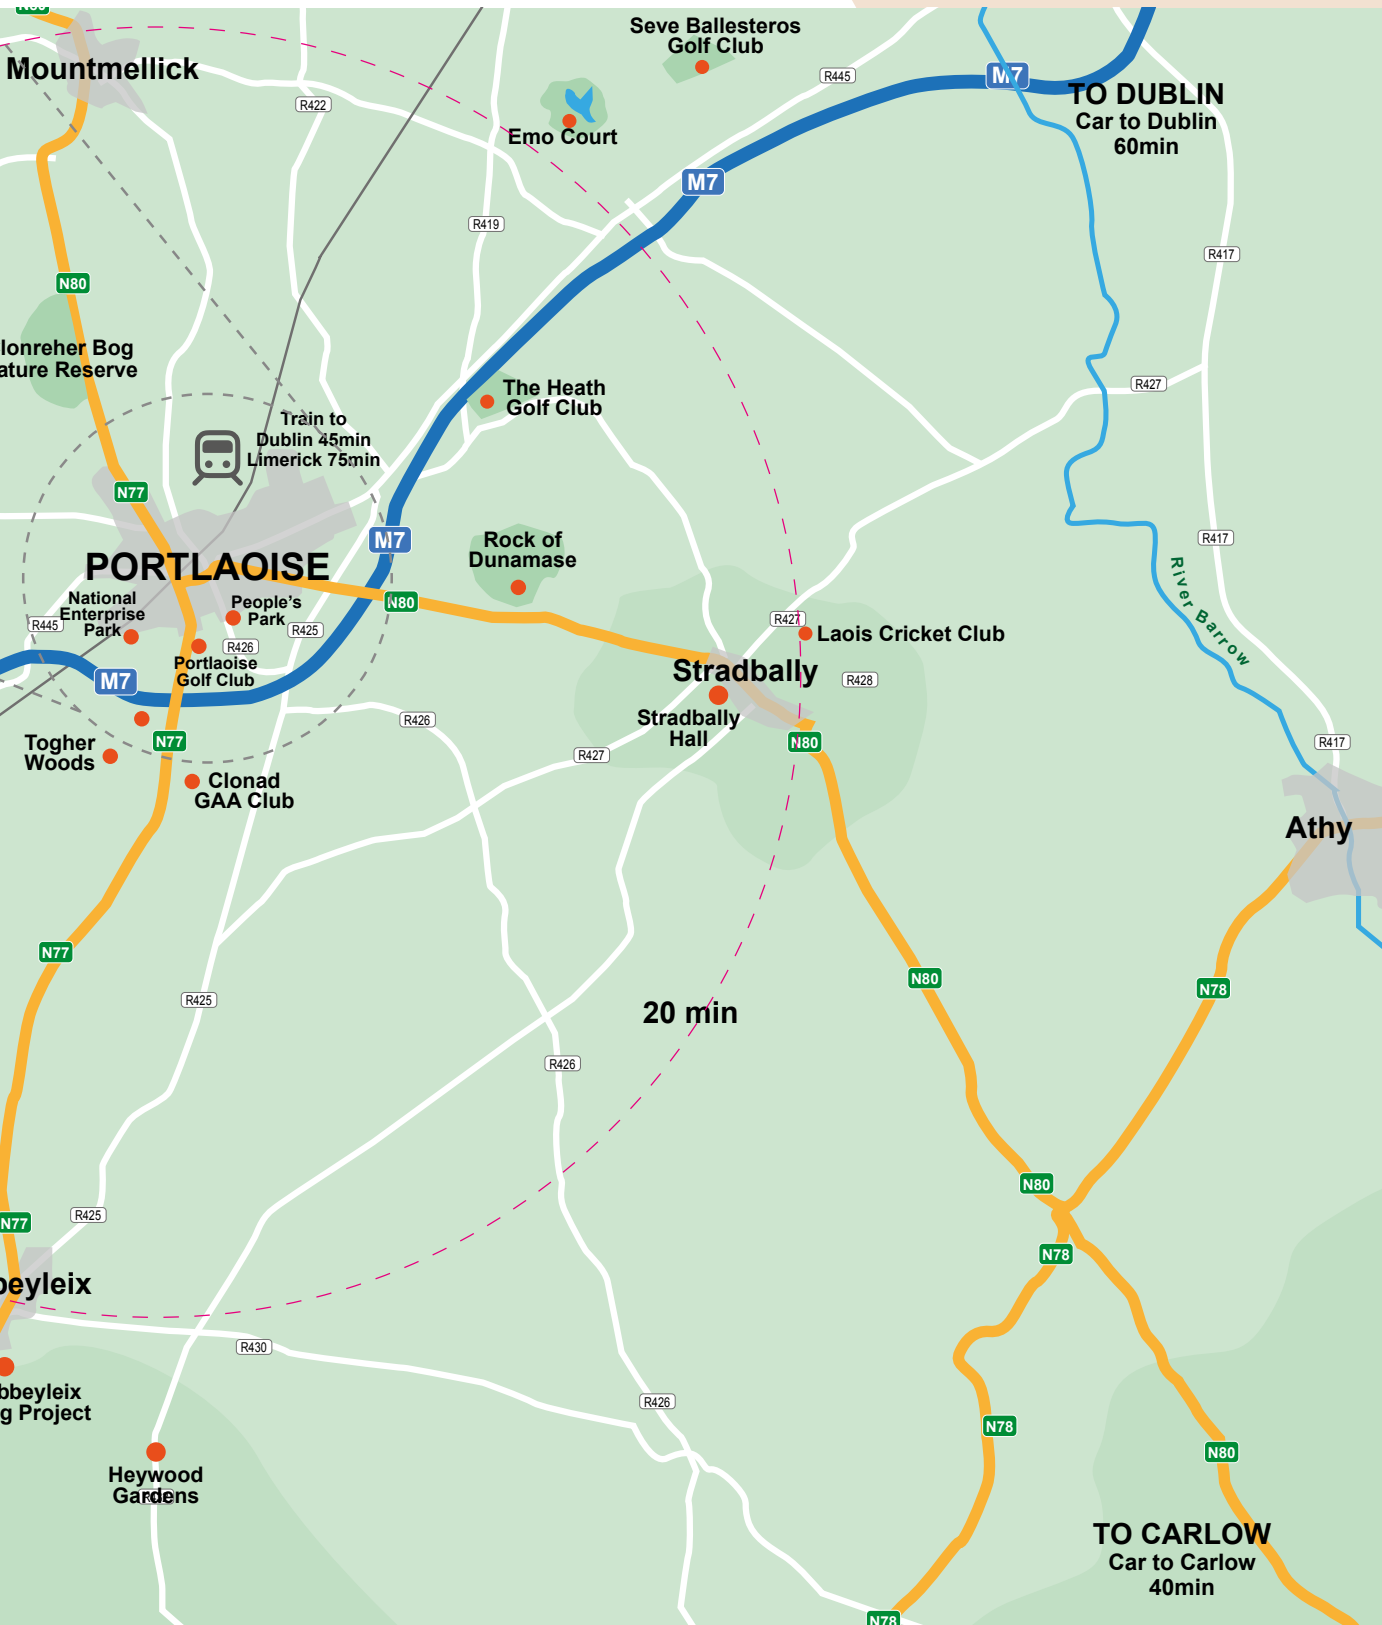 N80
Mountmellick
R422
Seve Ballesteros
Golf Club
R445
M7
TO DUBLIN
Car to Dublin
60min
Emo Court
M7
R419
R417
N80
lonreher Bog
ature Reserve
The Heath
Golf Club
R427
Train to
Dublin 45min
Limerick 75min
N77
M7
Rock of
Dunamase
R417
PORTLAOISE
National
Enterprise
Park
People's
Park
N80
R445
R425
R426
Portlaoise
Golf Club
R427
Laois Cricket Club
River Barrow
M7
Stradbally
R428
Stradbally
Hall
R426
N77
Togher
Woods
R427
N80
R417
Clonad
GAA Club
Athy
N77
R425
20 min
N80
N78
R426
N80
R425
N77
N78
beyleix
R430
bbeyleix
g Project
R426
N78
N80
Heywood
Gardens
TO CARLOW
Car to Carlow
40min
N78